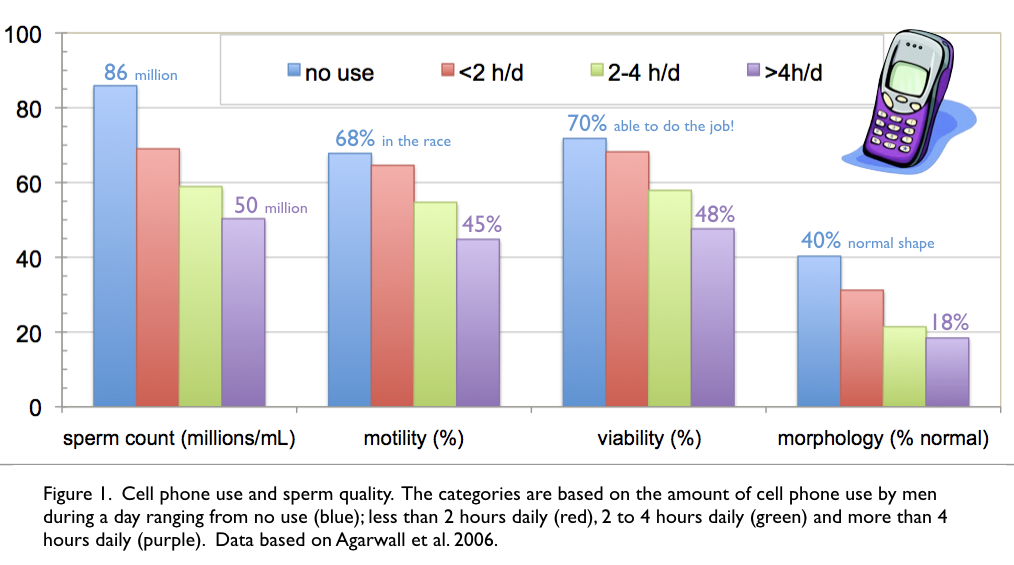 100
no use
<2 h/d
2-4 h/d
>4h/d
86 million
80
68% in the race
70% able to do the job!
60
50 million
45%
48%
40% normal shape
40
20
18%
0
sperm count (millions/mL)
motility (%)
viability (%)
morphology (% normal)
Figure 1. Cell phone use and sperm quality. The categories are based on the amount of cell phone use by men
during a day ranging from no use (blue); less than 2 hours daily (red), 2 to 4 hours daily (green) and more than 4
hours daily (purple). Data based on Agarwall et al. 2006.